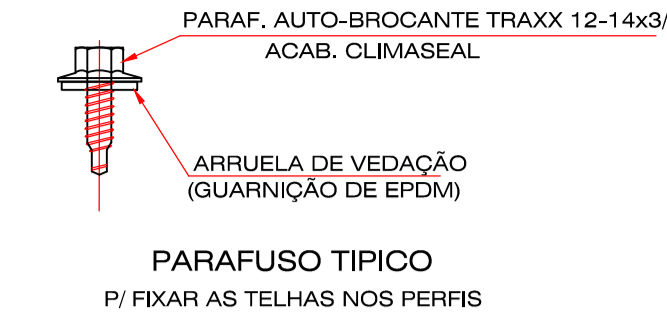 PARAF. AUTO-BROCANTE TRAXX 12-14x3/
ACAB. CLIMASEAL
ARRUELA DE VEDAÇÃO
(GUARNIÇÃO DE EPDM)
PARAFUSO TIPICO
P/ FIXAR AS TELHAS NOS PERFIS